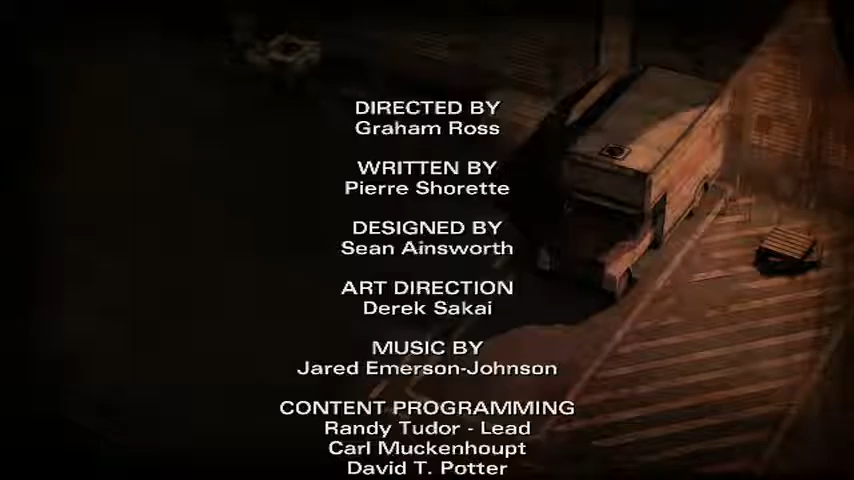 DIRECTED BY
Graham Ross
WRITTEN BY
Pierre Shorette
DESIGNED BY
Sean Ainsworth
ART DIRECTION
Derek Sakai
MUSIC BY
Jared Emerson-Johnson
CONTENT PROGRAMMING
Randy Tudor - Lead
Carl Muckenhoupt
David T. Potter